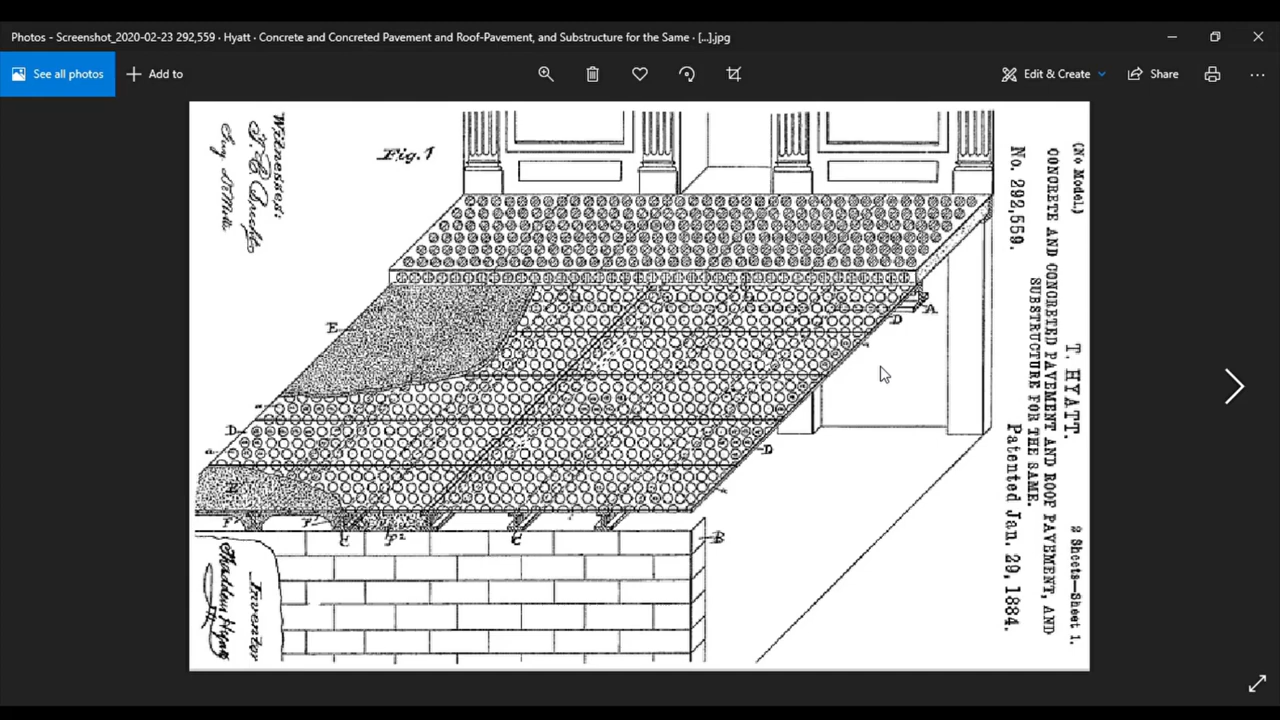 Photos - Screenshot_2020-02-23 292,559 - Hyatt - Concrete and Concreted Pavement and Roof-Pavement, and Substructure for the Same - [...].jpg
See all photos
Add to
Edit & Create
Share
(No Model.)
2 Sheets—Sheet 1.
T. HYATT.
CONCRETE AND CONCRETED PAVEMENT AND ROOF PAVEMENT, AND
SUBSTRUCTURE FOR THE SAME.
No. 292,559.
Patented Jan. 29, 1884.
Fig. 1
E
A
D
a
D
a
D
E
F
F
F²
B
Witnesses:
Inventor
Thaddeus Hyatt